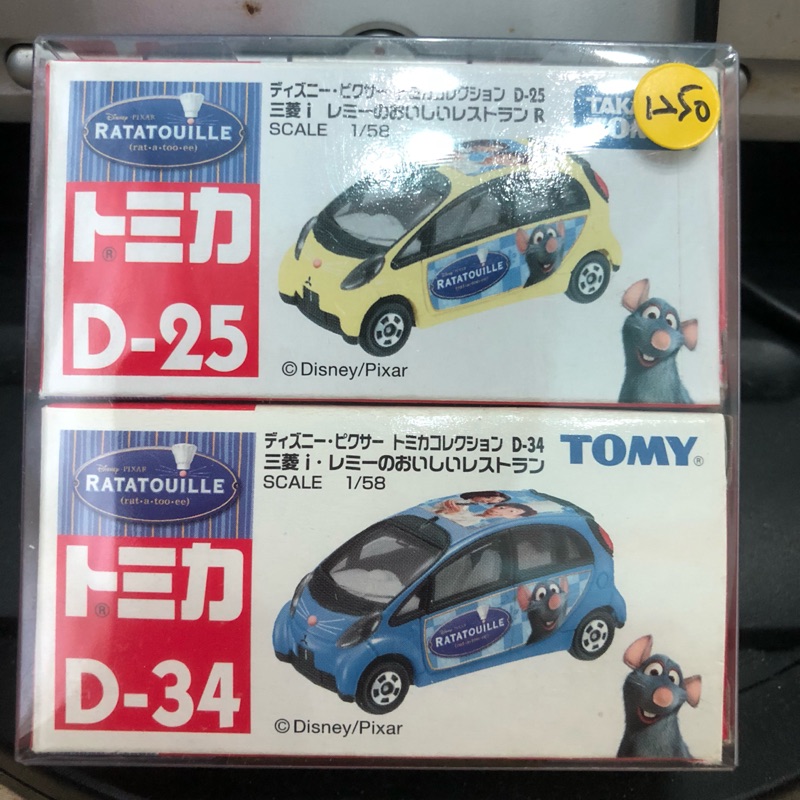 ディズニー・ピクサー トミカコレクション D-25
三菱 i レミーのおいしいレストラン R
SCALE 1/58
TAKA
Disney・PIXAR
RATATOUILLE
(rat•a•too•ee)
トミカ®
D-25
RATATOUILLE
©Disney/Pixar
ディズニー・ピクサー トミカコレクション D-34
三菱 i・レミーのおいしいレストラン
SCALE 1/58
TOMY®
Disney・PIXAR
RATATOUILLE
(rat•a•too•ee)
トミカ®
D-34
RATATOUILLE
©Disney/Pixar